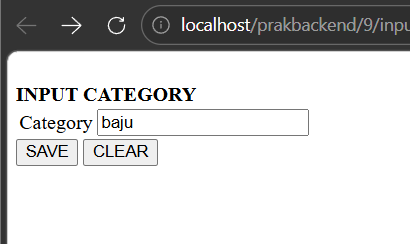 localhost/prakbackend/9/inpu
INPUT CATEGORY
Category baju
SAVE CLEAR